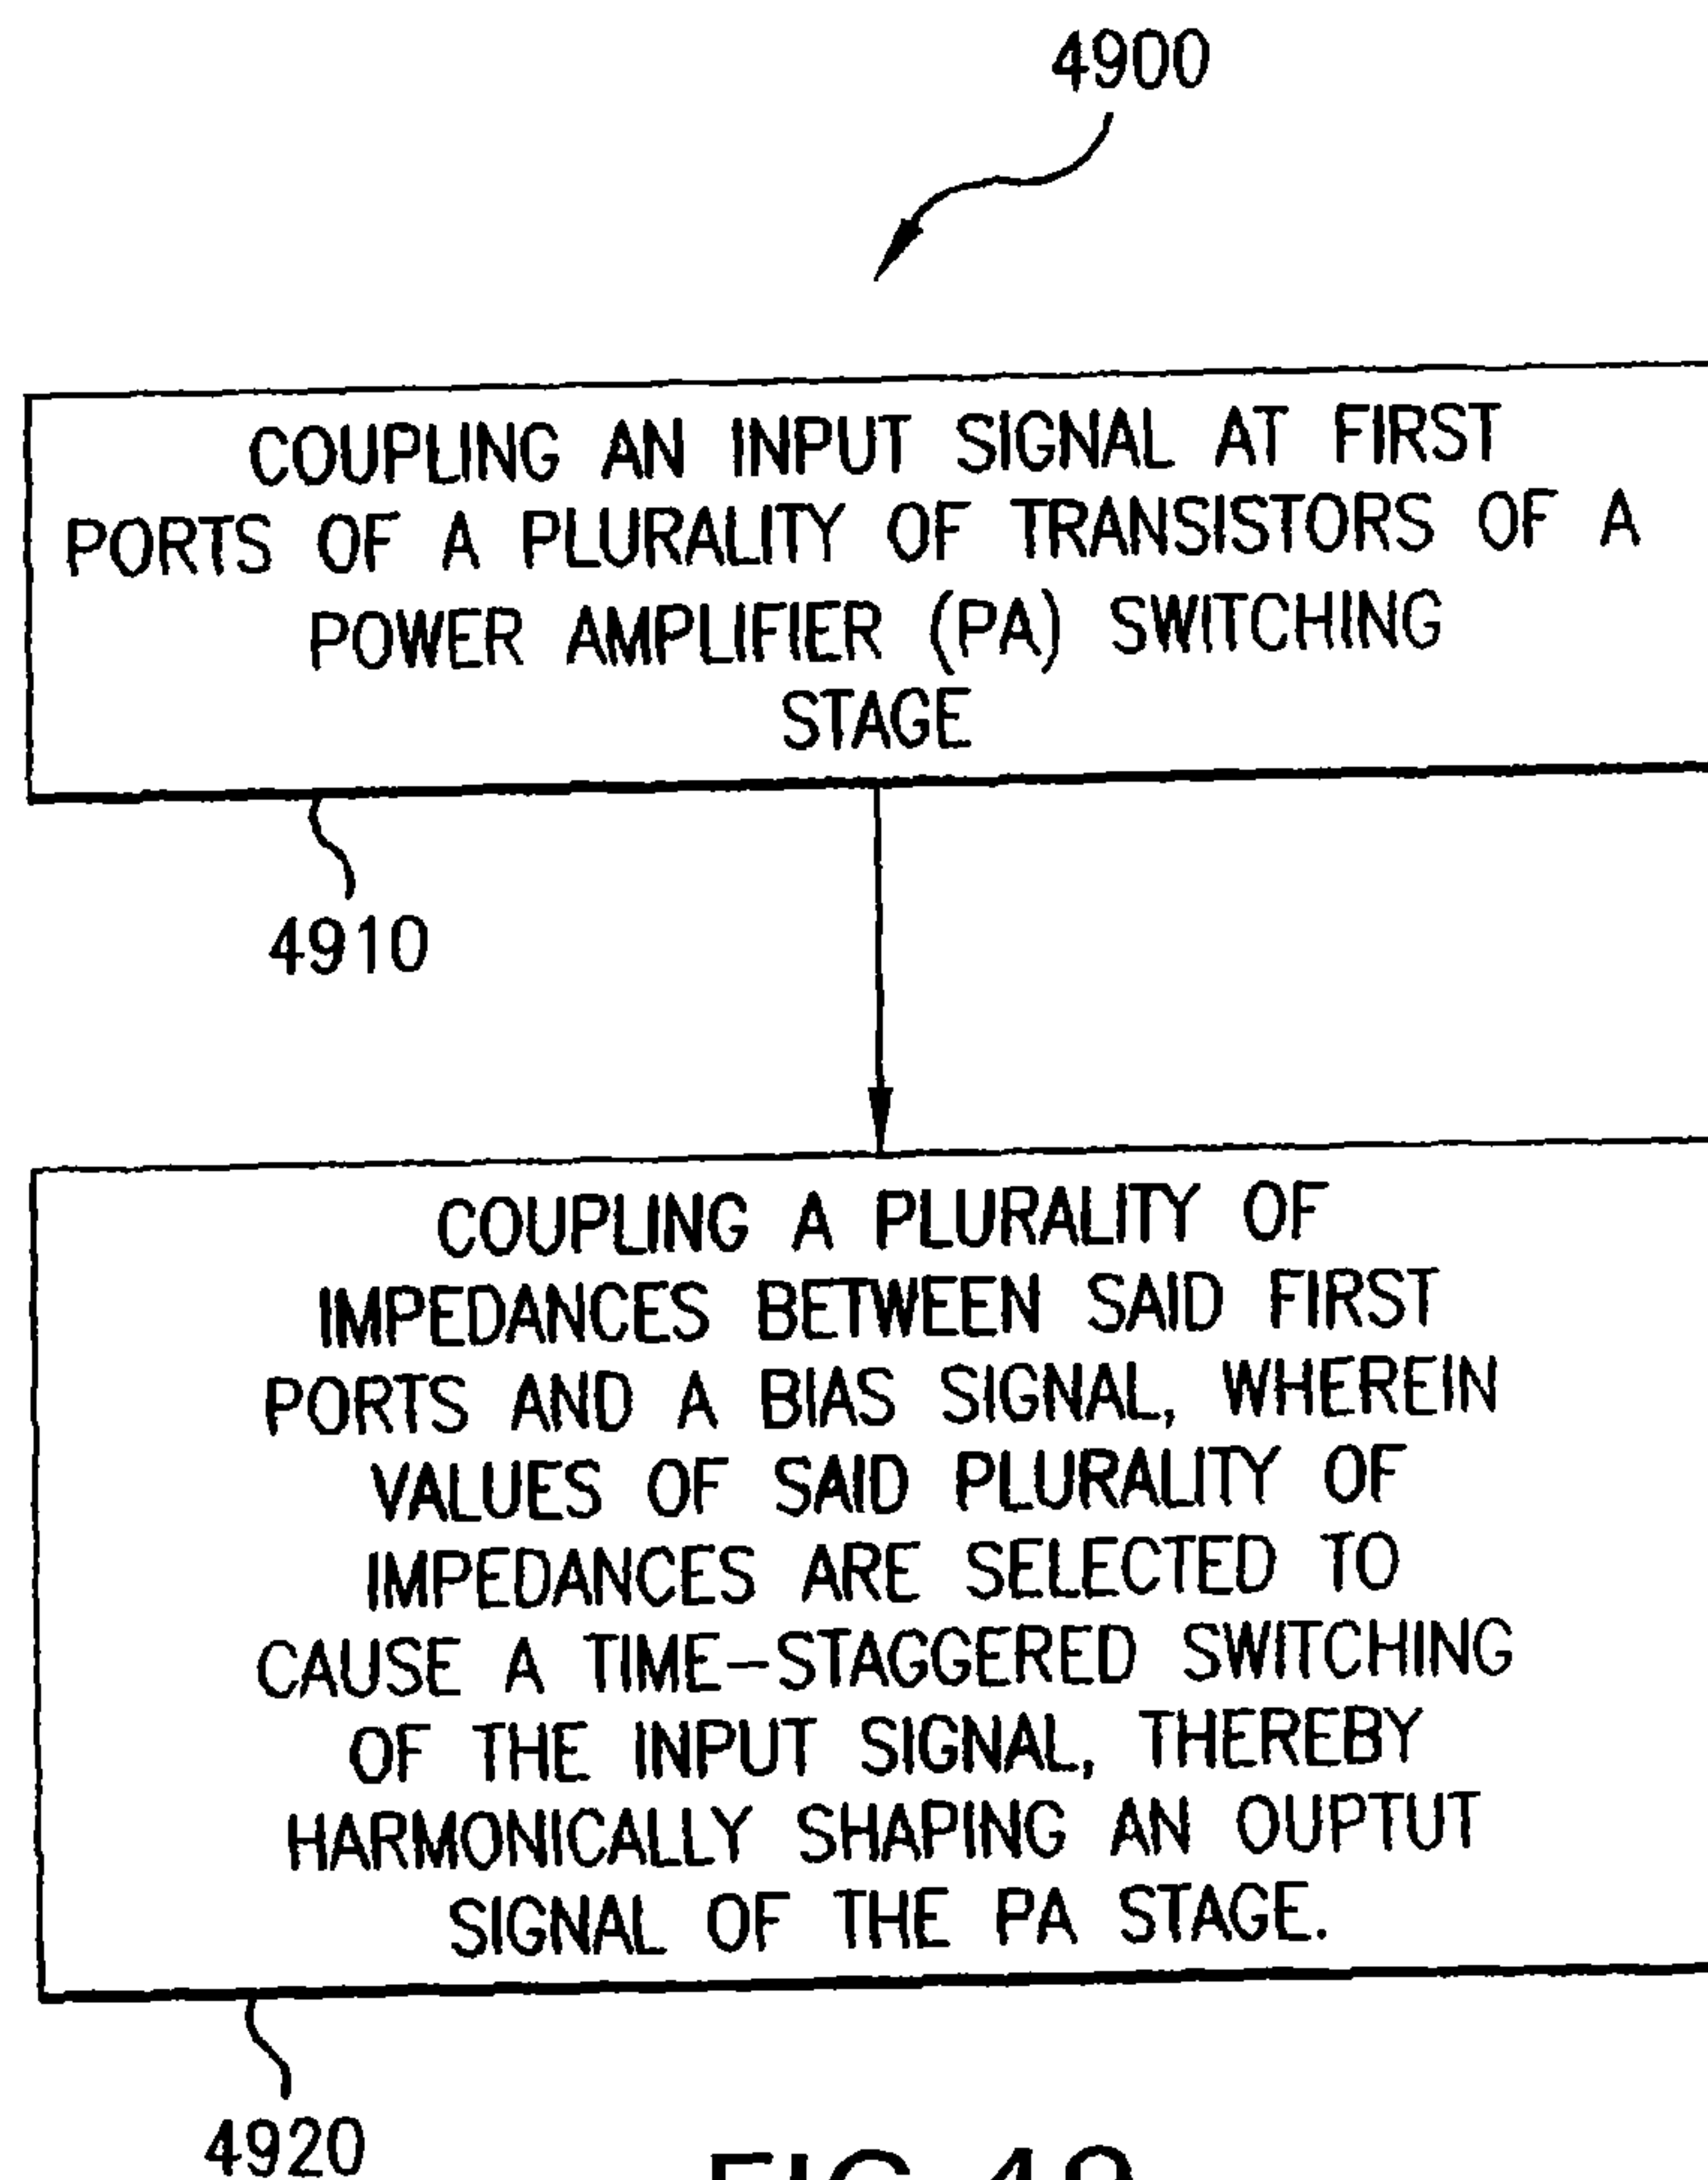 4900
COUPLING AN INPUT SIGNAL AT FIRST
PORTS OF A PLURALITY OF TRANSISTORS OF A
POWER AMPLIFIER (PA) SWITCHING
STAGE
4910
COUPLING A PLURALITY OF
IMPEDANCES BETWEEN SAID FIRST
PORTS AND A BIAS SIGNAL, WHEREIN
VALUES OF SAID PLURALITY OF
IMPEDANCES ARE SELECTED TO
CAUSE A TIME-STAGGERED SWITCHING
OF THE INPUT SIGNAL, THEREBY
HARMONICALLY SHAPING AN OUPTUT
SIGNAL OF THE PA STAGE.
4920
FIG. 49